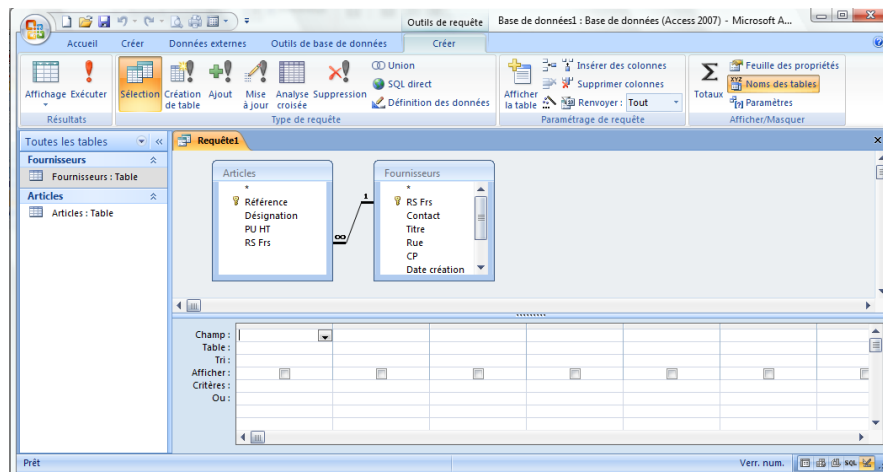 Outils de requête Base de données1 : Base de données (Access 2007) - Microsoft A...
Accueil Créer Données externes Outils de base de données Créer
Affichage Exécuter Sélection Création de table Ajout Mise à jour Analyse croisée Suppression
Union
SQL direct
Définition des données
Afficher la table
Insérer des colonnes
Supprimer colonnes
Renvoyer : Tout
Totaux
Feuille des propriétés
XYZ Noms des tables
Paramètres
Résultats Type de requête Paramétrage de requête Afficher/Masquer
Toutes les tables
Fournisseurs
Fournisseurs : Table
Articles
Articles : Table
Requête1
Articles
*
Référence
Désignation
PU HT
RS Frs
∞ 1
Fournisseurs
*
RS Frs
Contact
Titre
Rue
CP
Date création
Champ :
Table :
Tri :
Afficher :
Critères :
Ou :
Prêt Verr. num. SQL